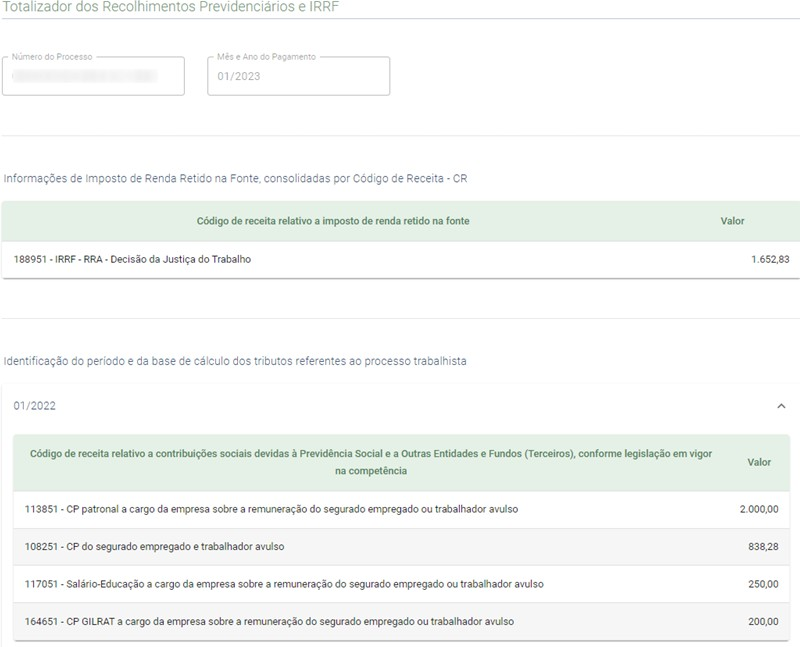 Totalizador dos Recolhimentos Previdenciários e IRRF
Número do Processo
Mês e Ano do Pagamento
01/2023
Informações de Imposto de Renda Retido na Fonte, consolidadas por Código de Receita - CR
Código de receita relativo a imposto de renda retido na fonte Valor
188951 - IRRF - RRA - Decisão da Justiça do Trabalho 1.652,83
Identificação do período e da base de cálculo dos tributos referentes ao processo trabalhista
01/2022
Código de receita relativo a contribuições sociais devidas à Previdência Social e a Outras Entidades e Fundos (Terceiros), conforme legislação em vigor
na competência
Valor
113851 - CP patronal a cargo da empresa sobre a remuneração do segurado empregado ou trabalhador avulso 2.000,00
108251 - CP do segurado empregado e trabalhador avulso 838,28
117051 - Salário-Educação a cargo da empresa sobre a remuneração do segurado empregado ou trabalhador avulso 250,00
164651 - CP GILRAT a cargo da empresa sobre a remuneração do segurado empregado ou trabalhador avulso 200,00